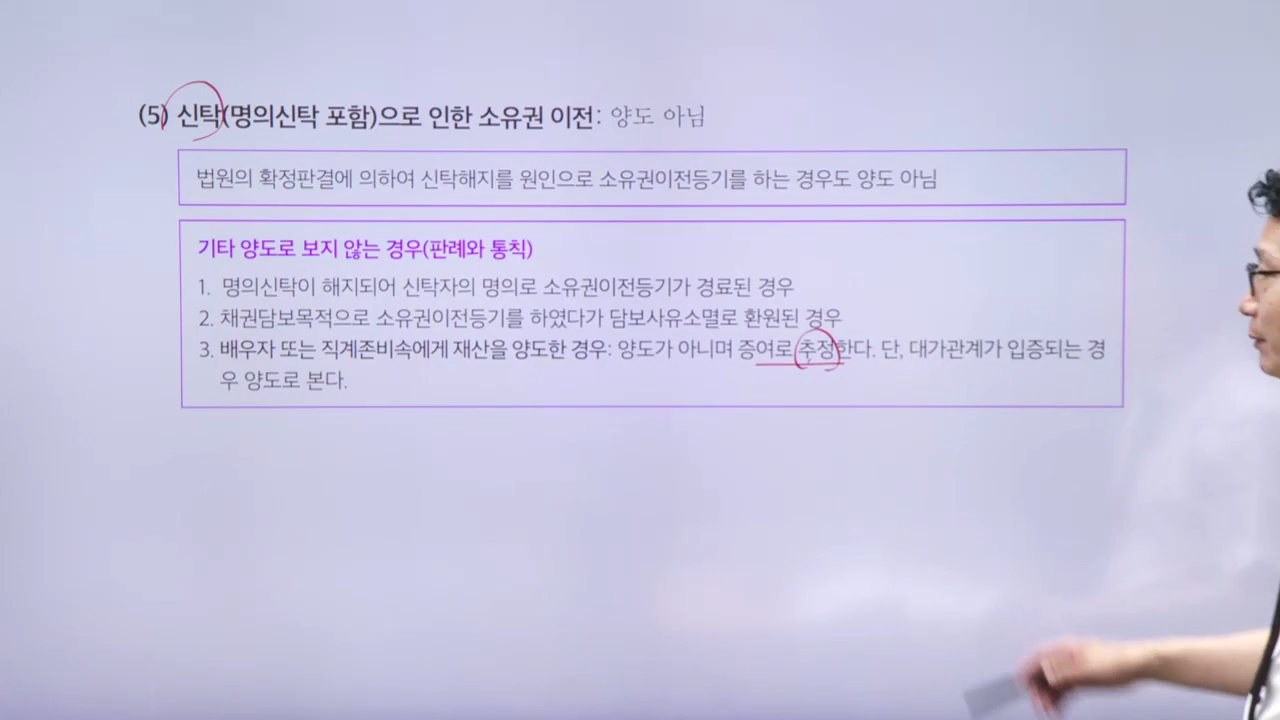 (5) 신탁(명의신탁 포함)으로 인한 소유권 이전: 양도 아님
법원의 확정판결에 의하여 신탁해지를 원인으로 소유권이전등기를 하는 경우도 양도 아님
기타 양도로 보지 않는 경우(판례와 통칙)
1. 명의신탁이 해지되어 신탁자의 명의로 소유권이전등기가 경료된 경우
2. 채권담보목적으로 소유권이전등기를 하였다가 담보사유소멸로 환원된 경우
3. 배우자 또는 직계존비속에게 재산을 양도한 경우: 양도가 아니며 증여로 추정한다. 단, 대가관계가 입증되는 경
우 양도로 본다.